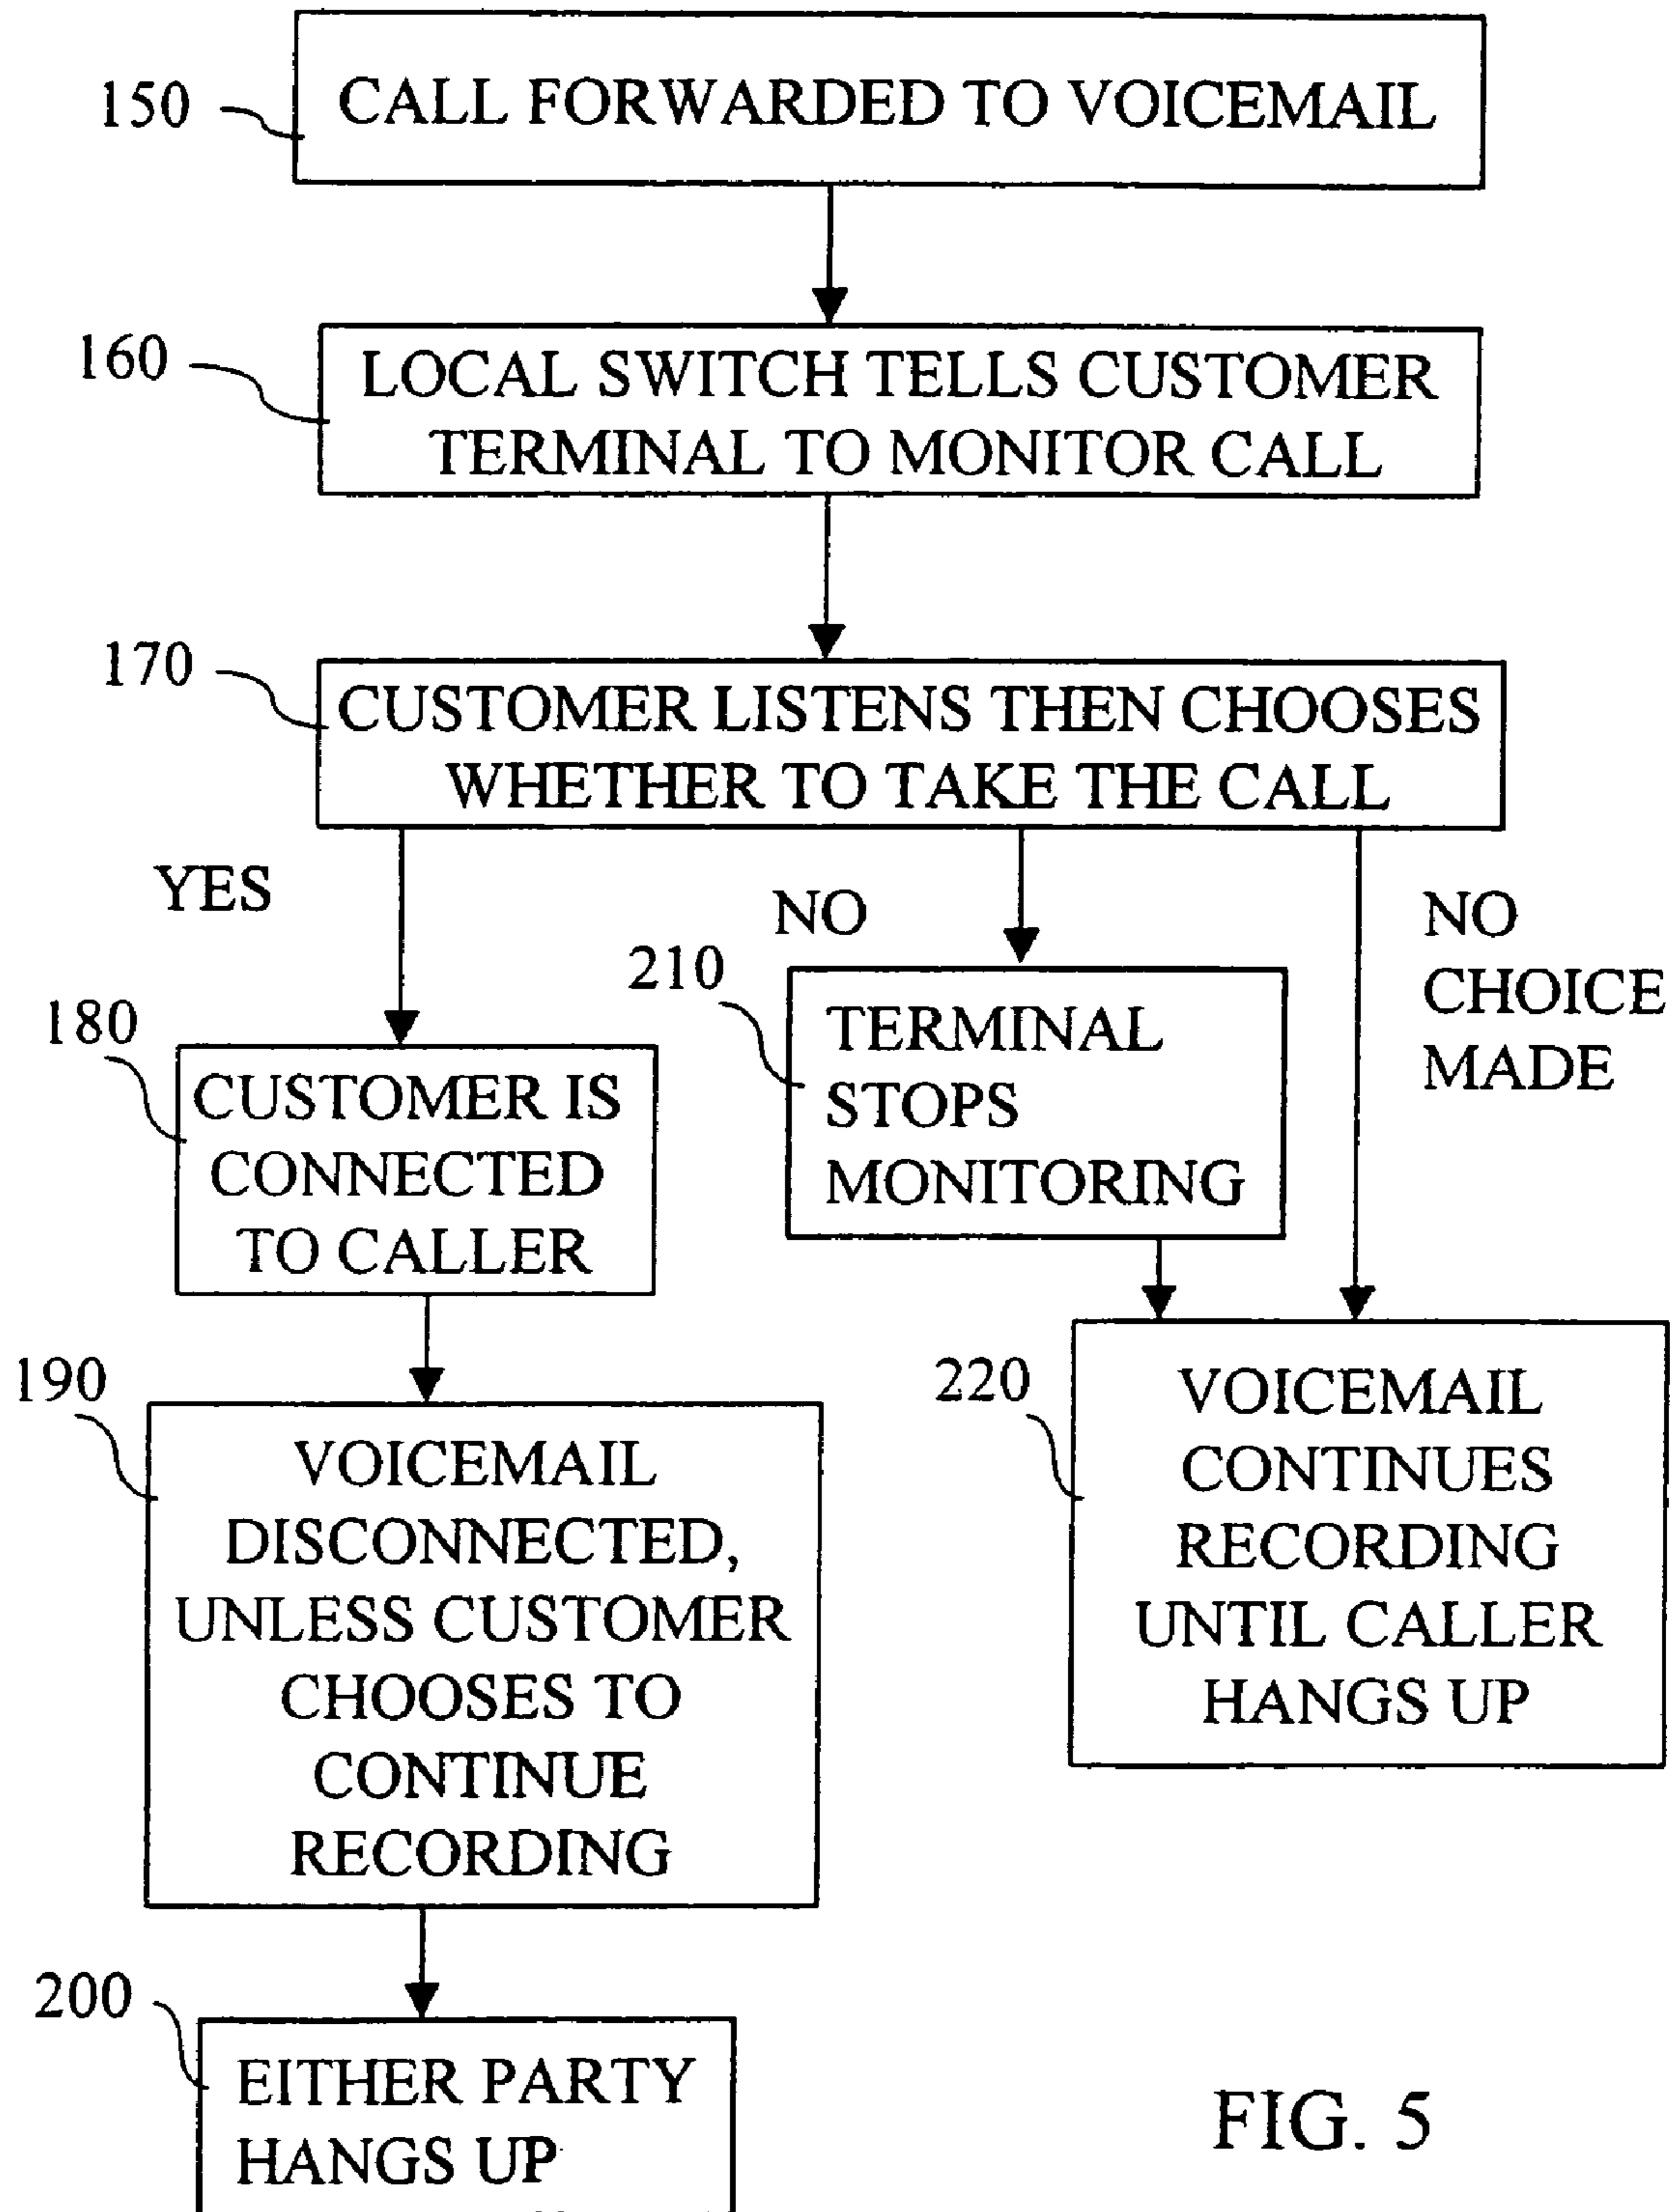 150
CALL FORWARDED TO VOICEMAIL
160
LOCAL SWITCH TELLS CUSTOMER
TERMINAL TO MONITOR CALL
170
CUSTOMER LISTENS THEN CHOOSES
WHETHER TO TAKE THE CALL
YES
NO
NO
CHOICE
MADE
180
CUSTOMER IS
CONNECTED
TO CALLER
210
TERMINAL
STOPS
MONITORING
190
VOICEMAIL
DISCONNECTED,
UNLESS CUSTOMER
CHOOSES TO
CONTINUE
RECORDING
220
VOICEMAIL
CONTINUES
RECORDING
UNTIL CALLER
HANGS UP
200
EITHER PARTY
HANGS UP
FIG. 5